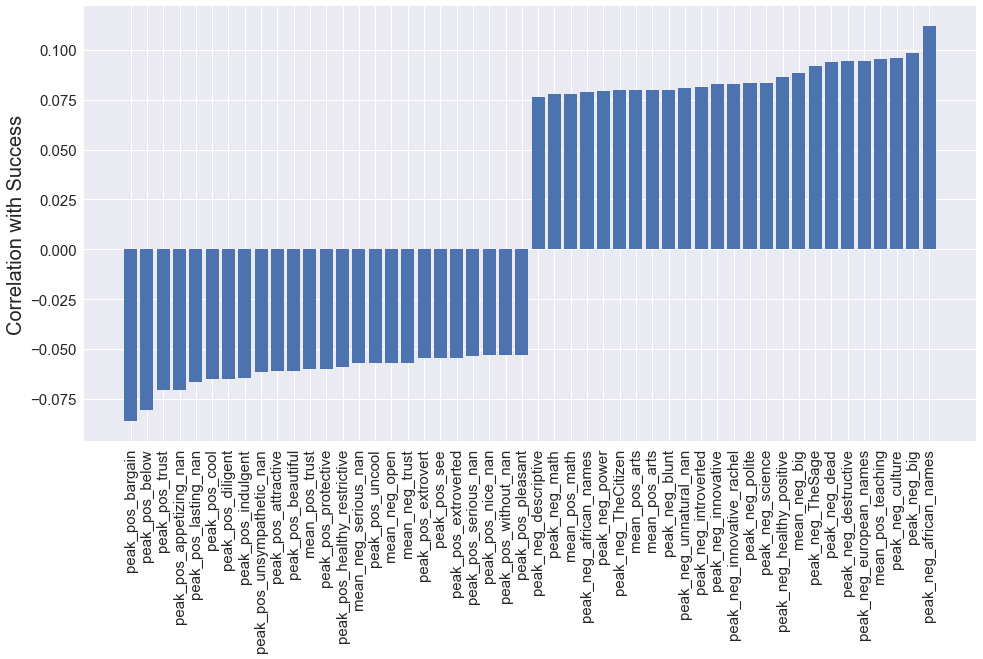 Correlation with Success
0.100
0.075
0.050
0.025
0.000
−0.025
−0.050
−0.075
peak_pos_bargain
peak_pos_below
peak_pos_trust
peak_pos_appetizing_nan
peak_pos_lasting_nan
peak_pos_cool
peak_pos_diligent
peak_pos_indulgent
peak_pos_unsympathetic_nan
peak_pos_attractive
peak_pos_beautiful
mean_pos_trust
peak_pos_protective
peak_pos_healthy_restrictive
mean_neg_serious_nan
peak_pos_uncool
mean_neg_open
mean_neg_trust
peak_pos_extrovert
peak_pos_see
peak_pos_extroverted
peak_pos_serious_nan
peak_pos_nice_nan
peak_pos_without_nan
peak_pos_pleasant
peak_neg_descriptive
peak_neg_math
mean_pos_math
mean_neg_african_names
peak_neg_power
peak_neg_TheCitizen
mean_pos_arts
mean_pos_arts
peak_neg_blunt
peak_neg_unnatural_nan
peak_neg_introverted
peak_neg_innovative
peak_neg_innovative_rachel
peak_neg_polite
peak_neg_science
peak_neg_healthy_positive
mean_neg_big
peak_neg_TheSage
peak_neg_dead
peak_neg_destructive
peak_neg_european_names
mean_pos_teaching
peak_neg_culture
peak_neg_big
peak_neg_african_names